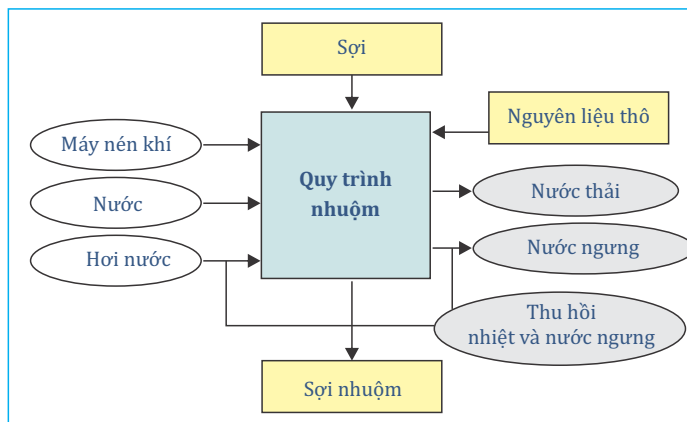 Sợi
Nguyên liệu thô
Máy nén khí
Quy trình
nhuộm
Nước thải
Nước
Nước ngưng
Hơi nước
Thu hồi
nhiệt và nước ngưng
Sợi nhuộm